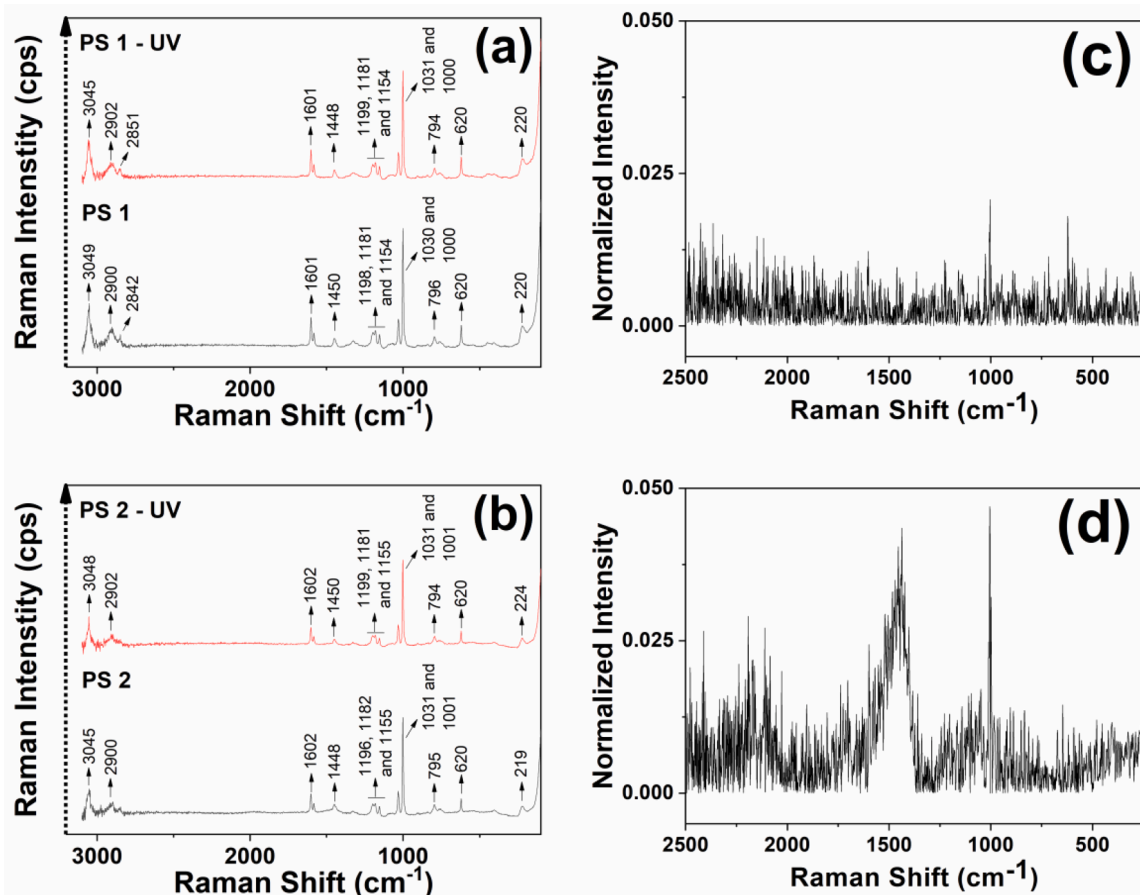 (a)
Raman Intenstity (cps)
PS 1 - UV
3045
2902
2851
1601
1448
1199, 1181
and 1154
1031 and
1000
794
620
220
PS 1
3049
2900
2842
1601
1450
1198, 1181
and 1154
1030 and
1000
796
620
220
3000
2000
1000
Raman Shift (cm-1)
(c)
Normalized Intensity
0.050
0.025
0.000
2500
2000
1500
1000
500
Raman Shift (cm-1)
(b)
Raman Intenstity (cps)
PS 2 - UV
3048
2902
1602
1450
1199, 1181
and 1155
1031 and
1001
794
620
224
PS 2
3045
2900
1602
1448
1196, 1182
and 1155
1031 and
1001
795
620
219
3000
2000
1000
Raman Shift (cm-1)
(d)
Normalized Intensity
0.050
0.025
0.000
2500
2000
1500
1000
500
Raman Shift (cm-1)